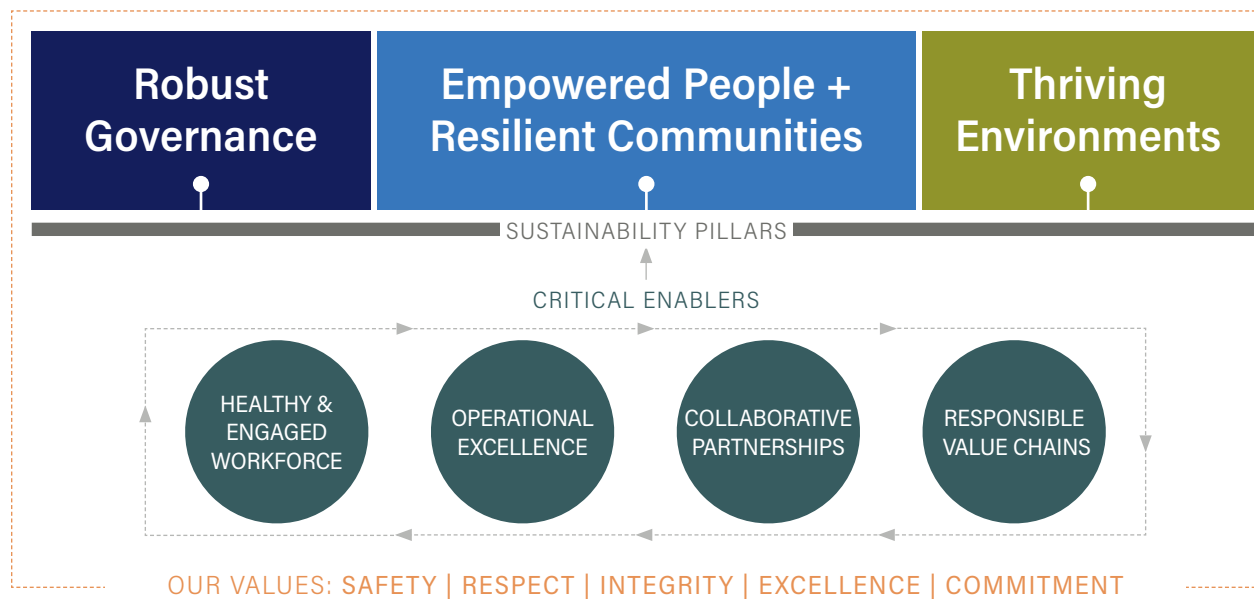 Robust
Governance
Empowered People +
Resilient Communities
Thriving
Environments
SUSTAINABILITY PILLARS
CRITICAL ENABLERS
HEALTHY &
ENGAGED
WORKFORCE
OPERATIONAL
EXCELLENCE
COLLABORATIVE
PARTNERSHIPS
RESPONSIBLE
VALUE CHAINS
OUR VALUES: SAFETY | RESPECT | INTEGRITY | EXCELLENCE | COMMITMENT